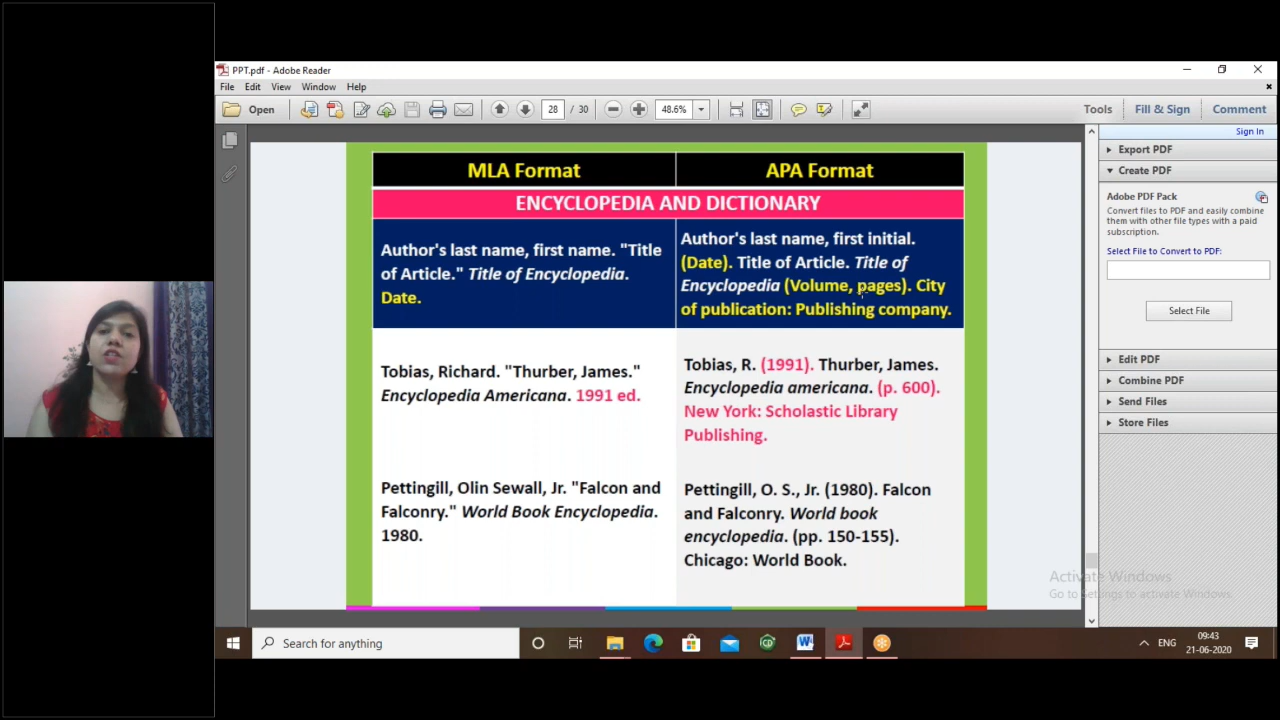 PPT.pdf - Adobe Reader
File Edit View Window Help
Open 28 / 30 48.6% Tools Fill & Sign Comment
Sign In
Export PDF
Create PDF
Adobe PDF Pack
Convert files to PDF and easily combine
them with other file types with a paid
subscription.
Select File to Convert to PDF:
Select File
Edit PDF
Combine PDF
Send Files
Store Files
MLA Format
APA Format
ENCYCLOPEDIA AND DICTIONARY
Author's last name, first name. "Title
of Article." Title of Encyclopedia.
Date.
Author's last name, first initial.
(Date). Title of Article. Title of
Encyclopedia (Volume, pages). City
of publication: Publishing company.
Tobias, Richard. "Thurber, James."
Encyclopedia Americana. 1991 ed.
Tobias, R. (1991). Thurber, James.
Encyclopedia americana. (p. 600).
New York: Scholastic Library
Publishing.
Pettingill, Olin Sewall, Jr. "Falcon and
Falconry." World Book Encyclopedia.
1980.
Pettingill, O. S., Jr. (1980). Falcon
and Falconry. World book
encyclopedia. (pp. 150-155).
Chicago: World Book.
Activate Windows
Go to Settings to activate Windows.
Search for anything
ENG
09:43
21-06-2020